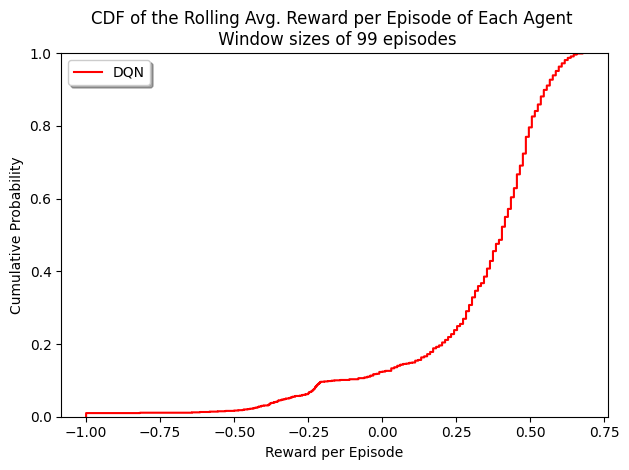 CDF of the Rolling Avg. Reward per Episode of Each Agent
Window sizes of 99 episodes
DQN
Cumulative Probability
1.0
0.8
0.6
0.4
0.2
0.0
−1.00 −0.75 −0.50 −0.25 0.00 0.25 0.50 0.75
Reward per Episode